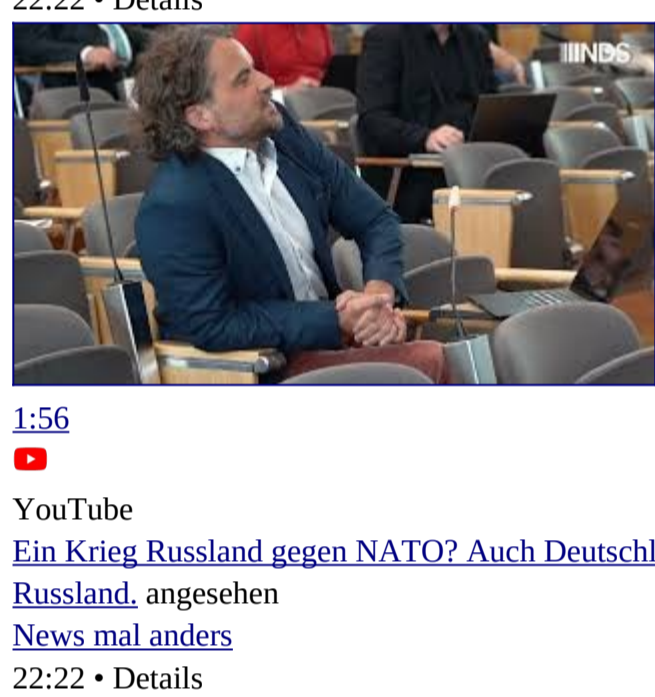 22:22 • Details
NDS
1:56
YouTube
Ein Krieg Russland gegen NATO? Auch Deutschl
Russland. angesehen
News mal anders
22:22 • Details